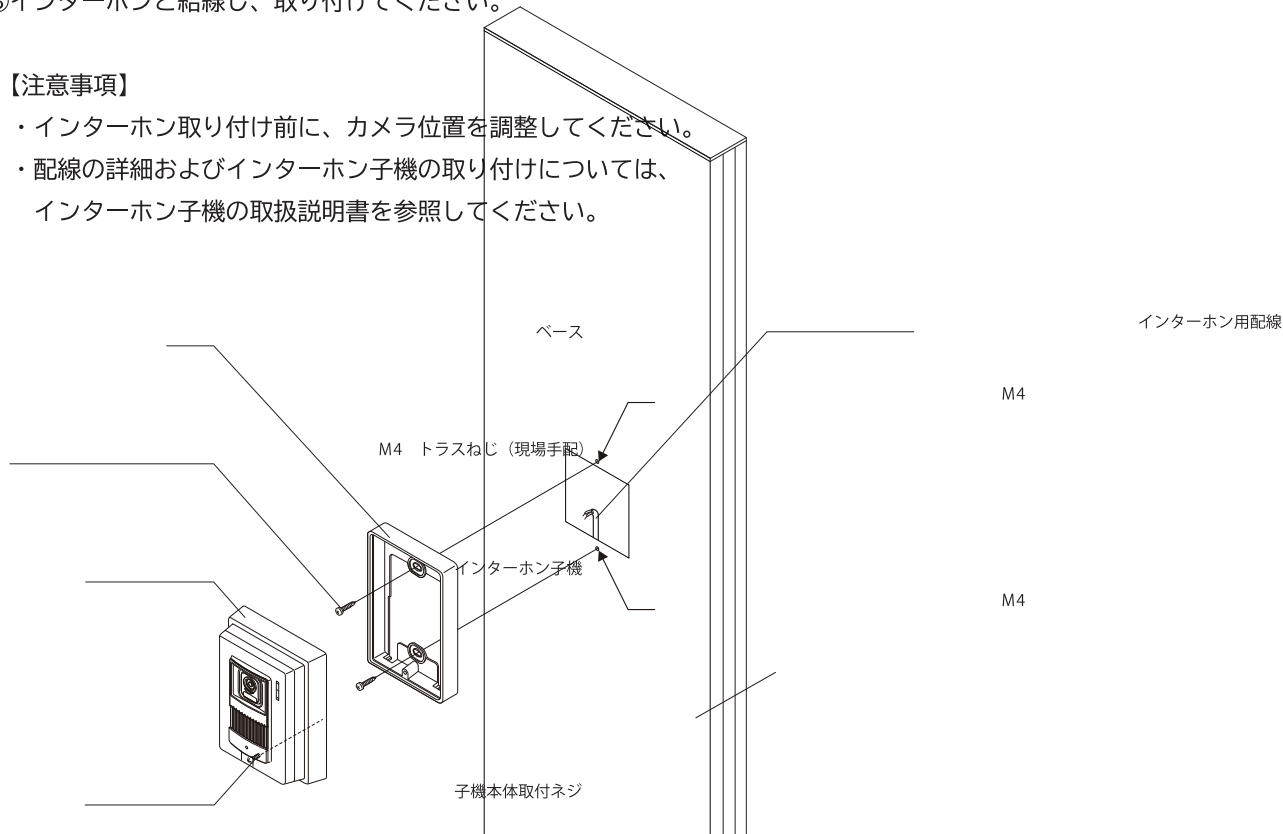 インターホンと結線し、取り付けてください。
【注意事項】
・インターホン取り付け前に、カメラ位置を調整してください。
・配線の詳細およびインターホン子機の取り付けについては、
インターホン子機の取扱説明書を参照してください。
ベース
インターホン用配線
M4
M4 トラスねじ（現場手配）
インターホン子機
M4
子機本体取付ネジ